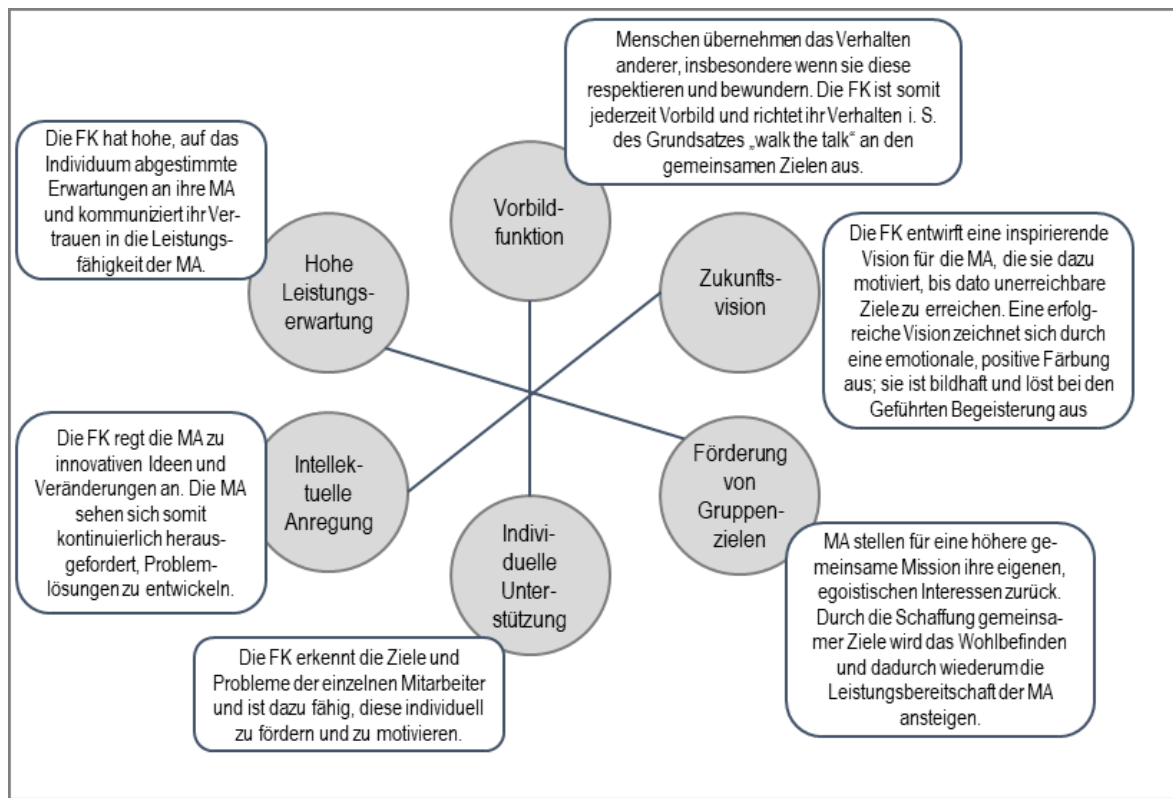 Menschen übernehmen das Verhalten
anderer, insbesondere wenn sie diese
respektieren und bewundern. Die FK ist somit
jederzeit Vorbild und richtet ihr Verhalten i. S.
des Grundsatzes „walk the talk“ an den
gemeinsamen Zielen aus.
Vorbild-
funktion
Die FK hat hohe, auf das
Individuum abgestimmte
Erwartungen an ihre MA
und kommuniziert ihr Ver-
trauen in die Leistungs-
fähigkeit der MA.
Hohe
Leistungs-
erwartung
Zukunfts-
vision
Die FK entwirft eine inspirierende
Vision für die MA, die sie dazu
motiviert, bis dato unerreichbare
Ziele zu erreichen. Eine erfolg-
reiche Vision zeichnet sich durch
eine emotionale, positive Färbung
aus; sie ist bildhaft und löst bei den
Geführten Begeisterung aus
Die FK regt die MA zu
innovativen Ideen und
Veränderungen an. Die MA
sehen sich somit
kontinuierlich heraus-
gefordert, Problem-
lösungen zu entwickeln.
Intellek-
tuelle
Anregung
Förderung
von
Gruppen-
zielen
MA stellen für eine höhere ge-
meinsame Mission ihre eigenen,
egoistischen Interessen zurück.
Durch die Schaffung gemeinsa-
mer Ziele wird das Wohlbefinden
und dadurch wiederum die
Leistungsbereitschaft der MA
ansteigen.
Indivi-
duelle
Unter-
stützung
Die FK erkennt die Ziele und
Probleme der einzelnen Mitarbeiter
und ist dazu fähig, diese individuell
zu fördern und zu motivieren.